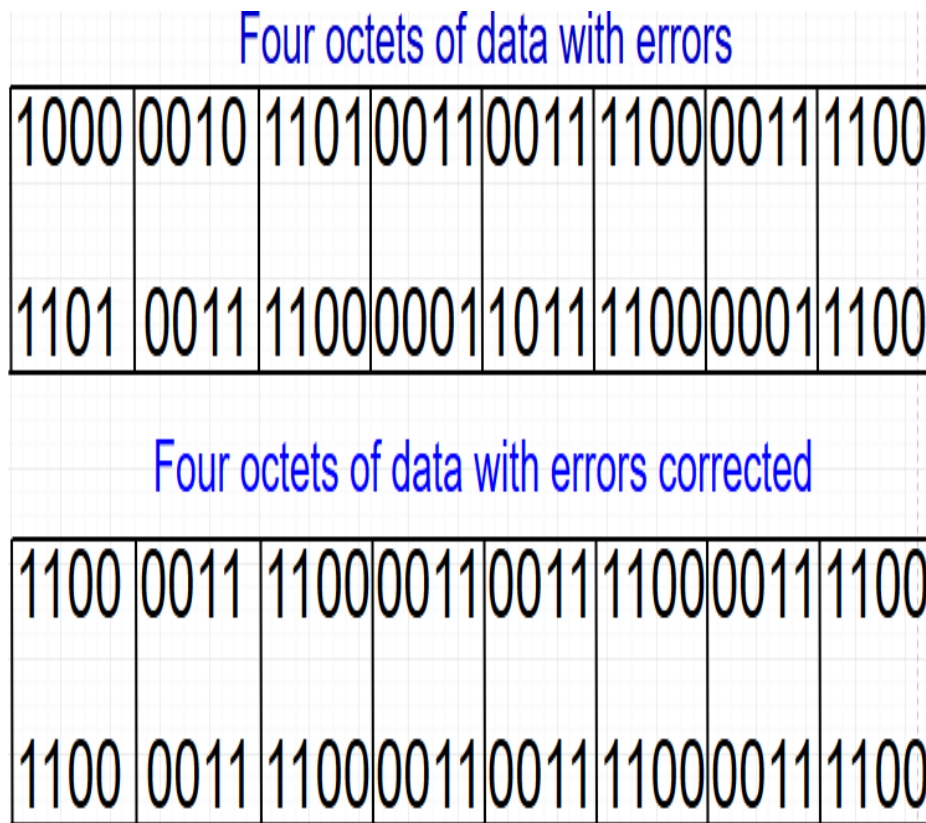 Four octets of data with errors
1000 0010 1101 0011 0011 1100 0011 1100
1101 0011 1100 0001 1011 1100 0001 1100
Four octets of data with errors corrected
1100 0011 1100 0011 0011 1100 0011 1100
1100 0011 1100 0011 0011 1100 0011 1100